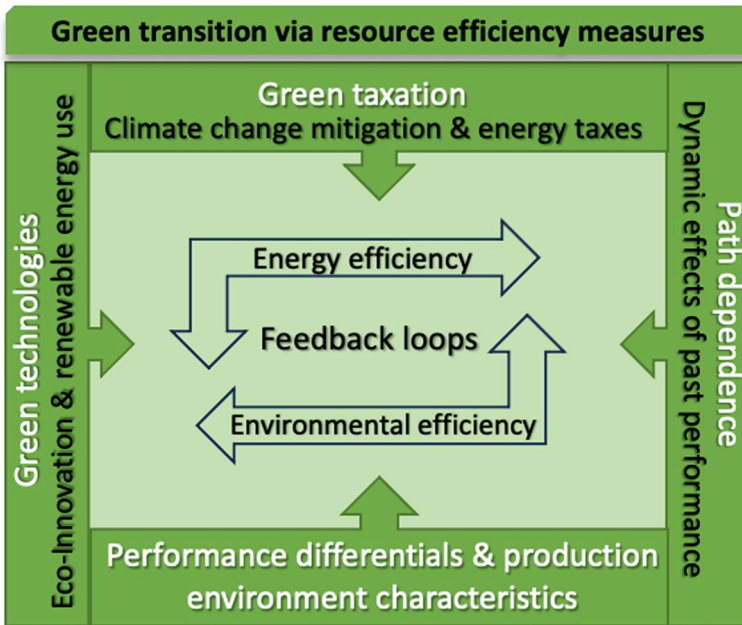 Green transition via resource efficiency measures
Green taxation
Climate change mitigation & energy taxes
Green technologies
Eco-Innovation & renewable energy use
Energy efficiency
Feedback loops
Environmental efficiency
Path dependence
Dynamic effects of past performance
Performance differentials & production
environment characteristics